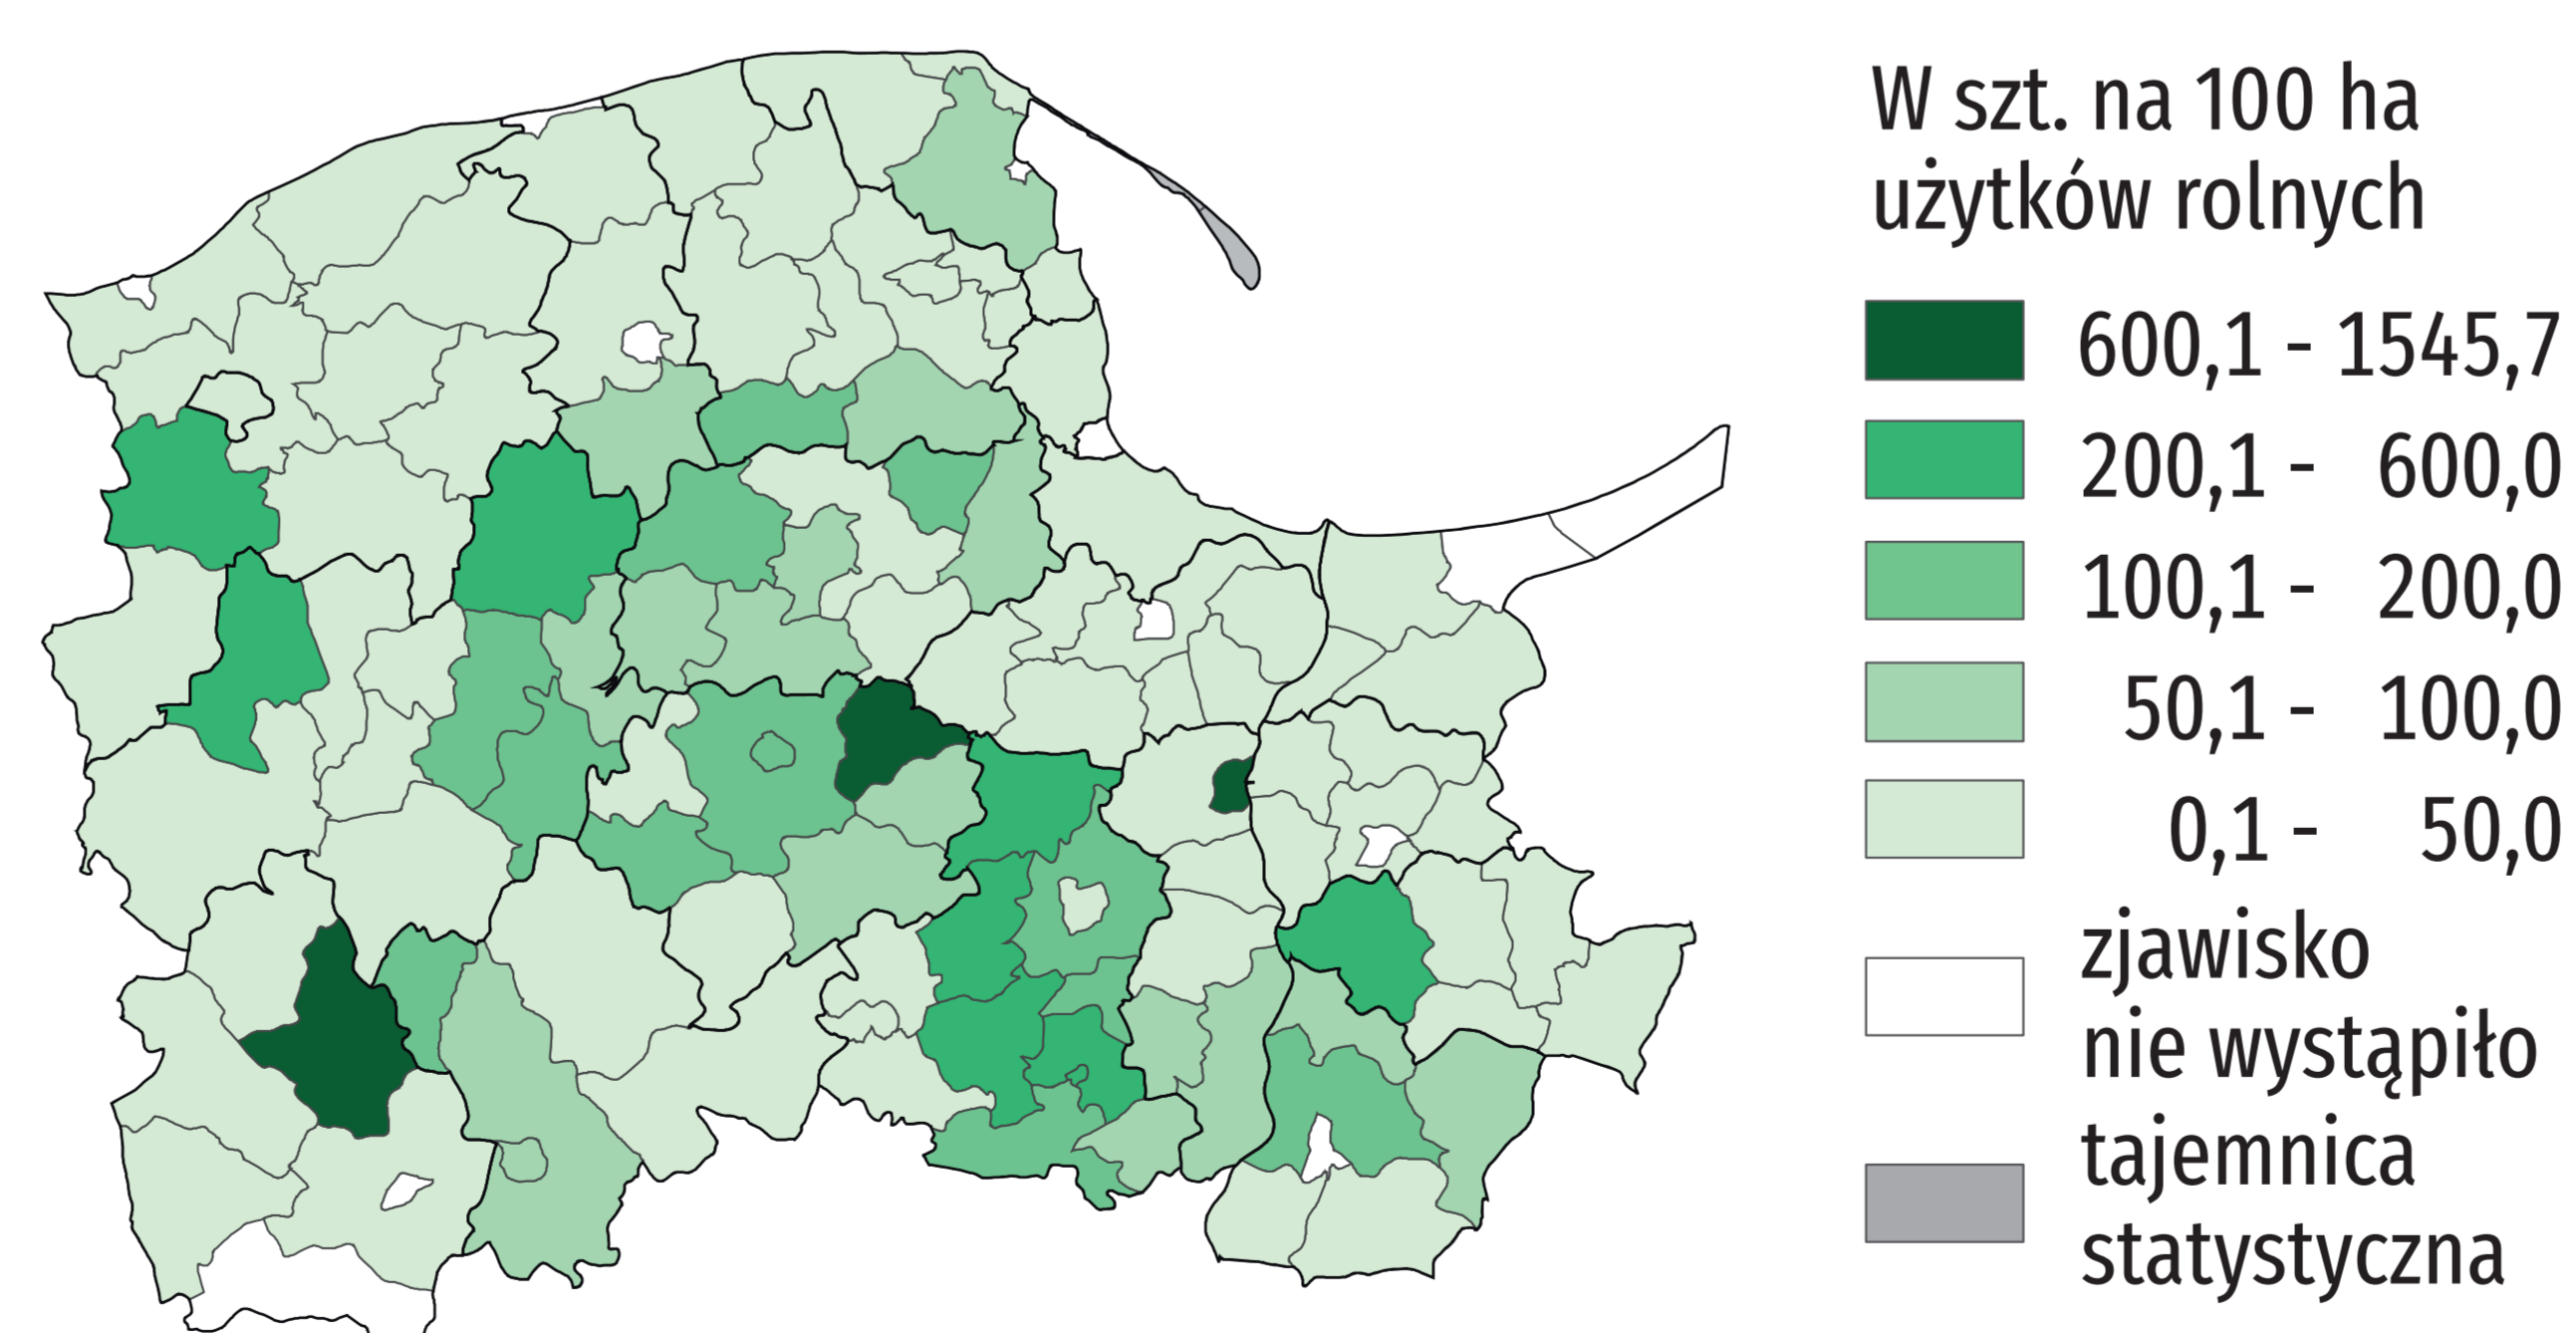 W szt. na 100 ha
użytków rolnych
600,1 - 1545,7
200,1 - 600,0
100,1 - 200,0
50,1 - 100,0
0,1 - 50,0
zjawisko
nie wystąpiło
tajemnica
statystyczna